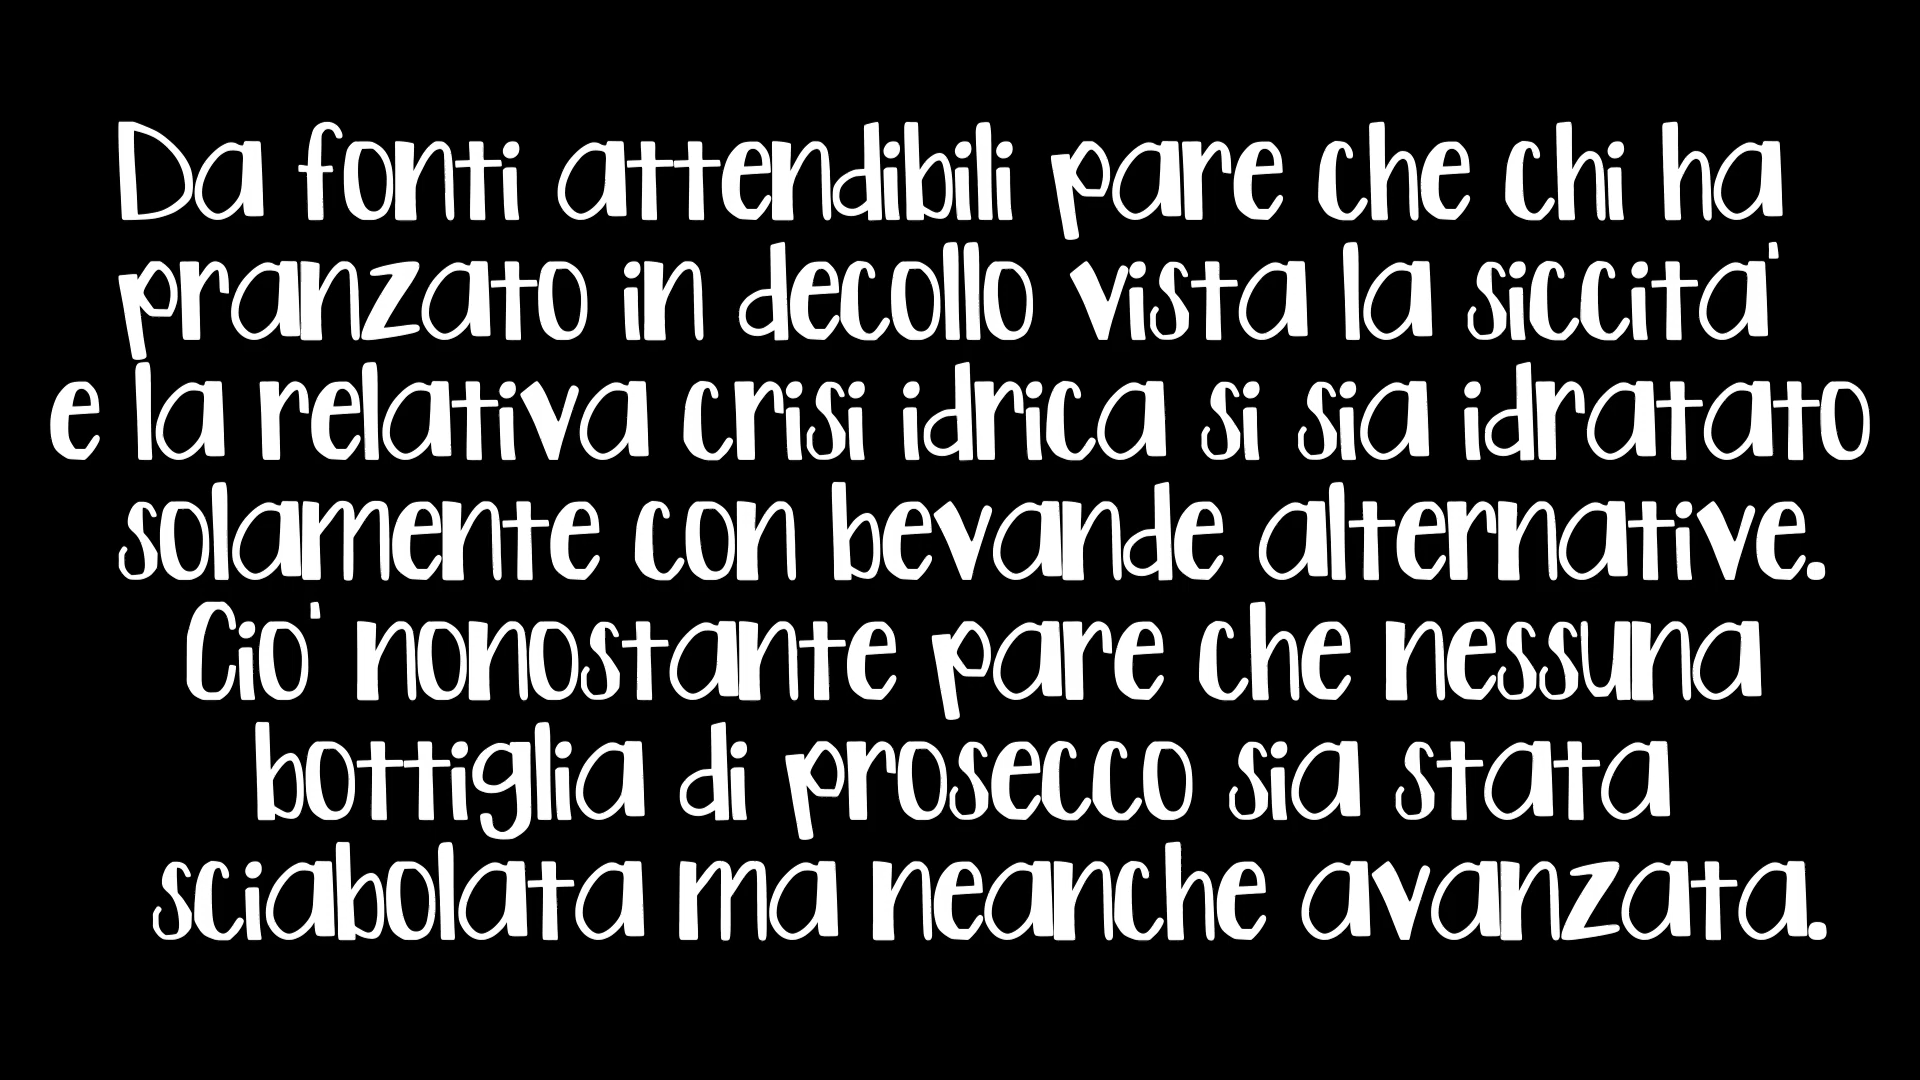 Da fonti attendibili pare che chi ha
pranzato in decollo vista la siccita'
e la relativa crisi idrica si sia idratato
solamente con bevande alternative.
Cio' nonostante pare che nessuna
bottiglia di prosecco sia stata
sciabolata ma neanche avanzata.